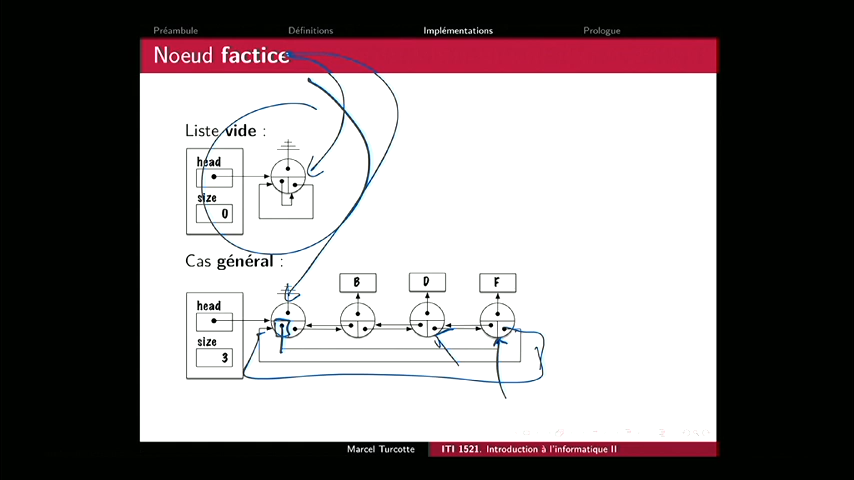 Préambule Définitions Implémentations Prologue
Noeud factice
Liste vide :
head
size
0
Cas général :
B D F
head
size
3
Marcel Turcotte ITI 1521. Introduction à l'informatique II